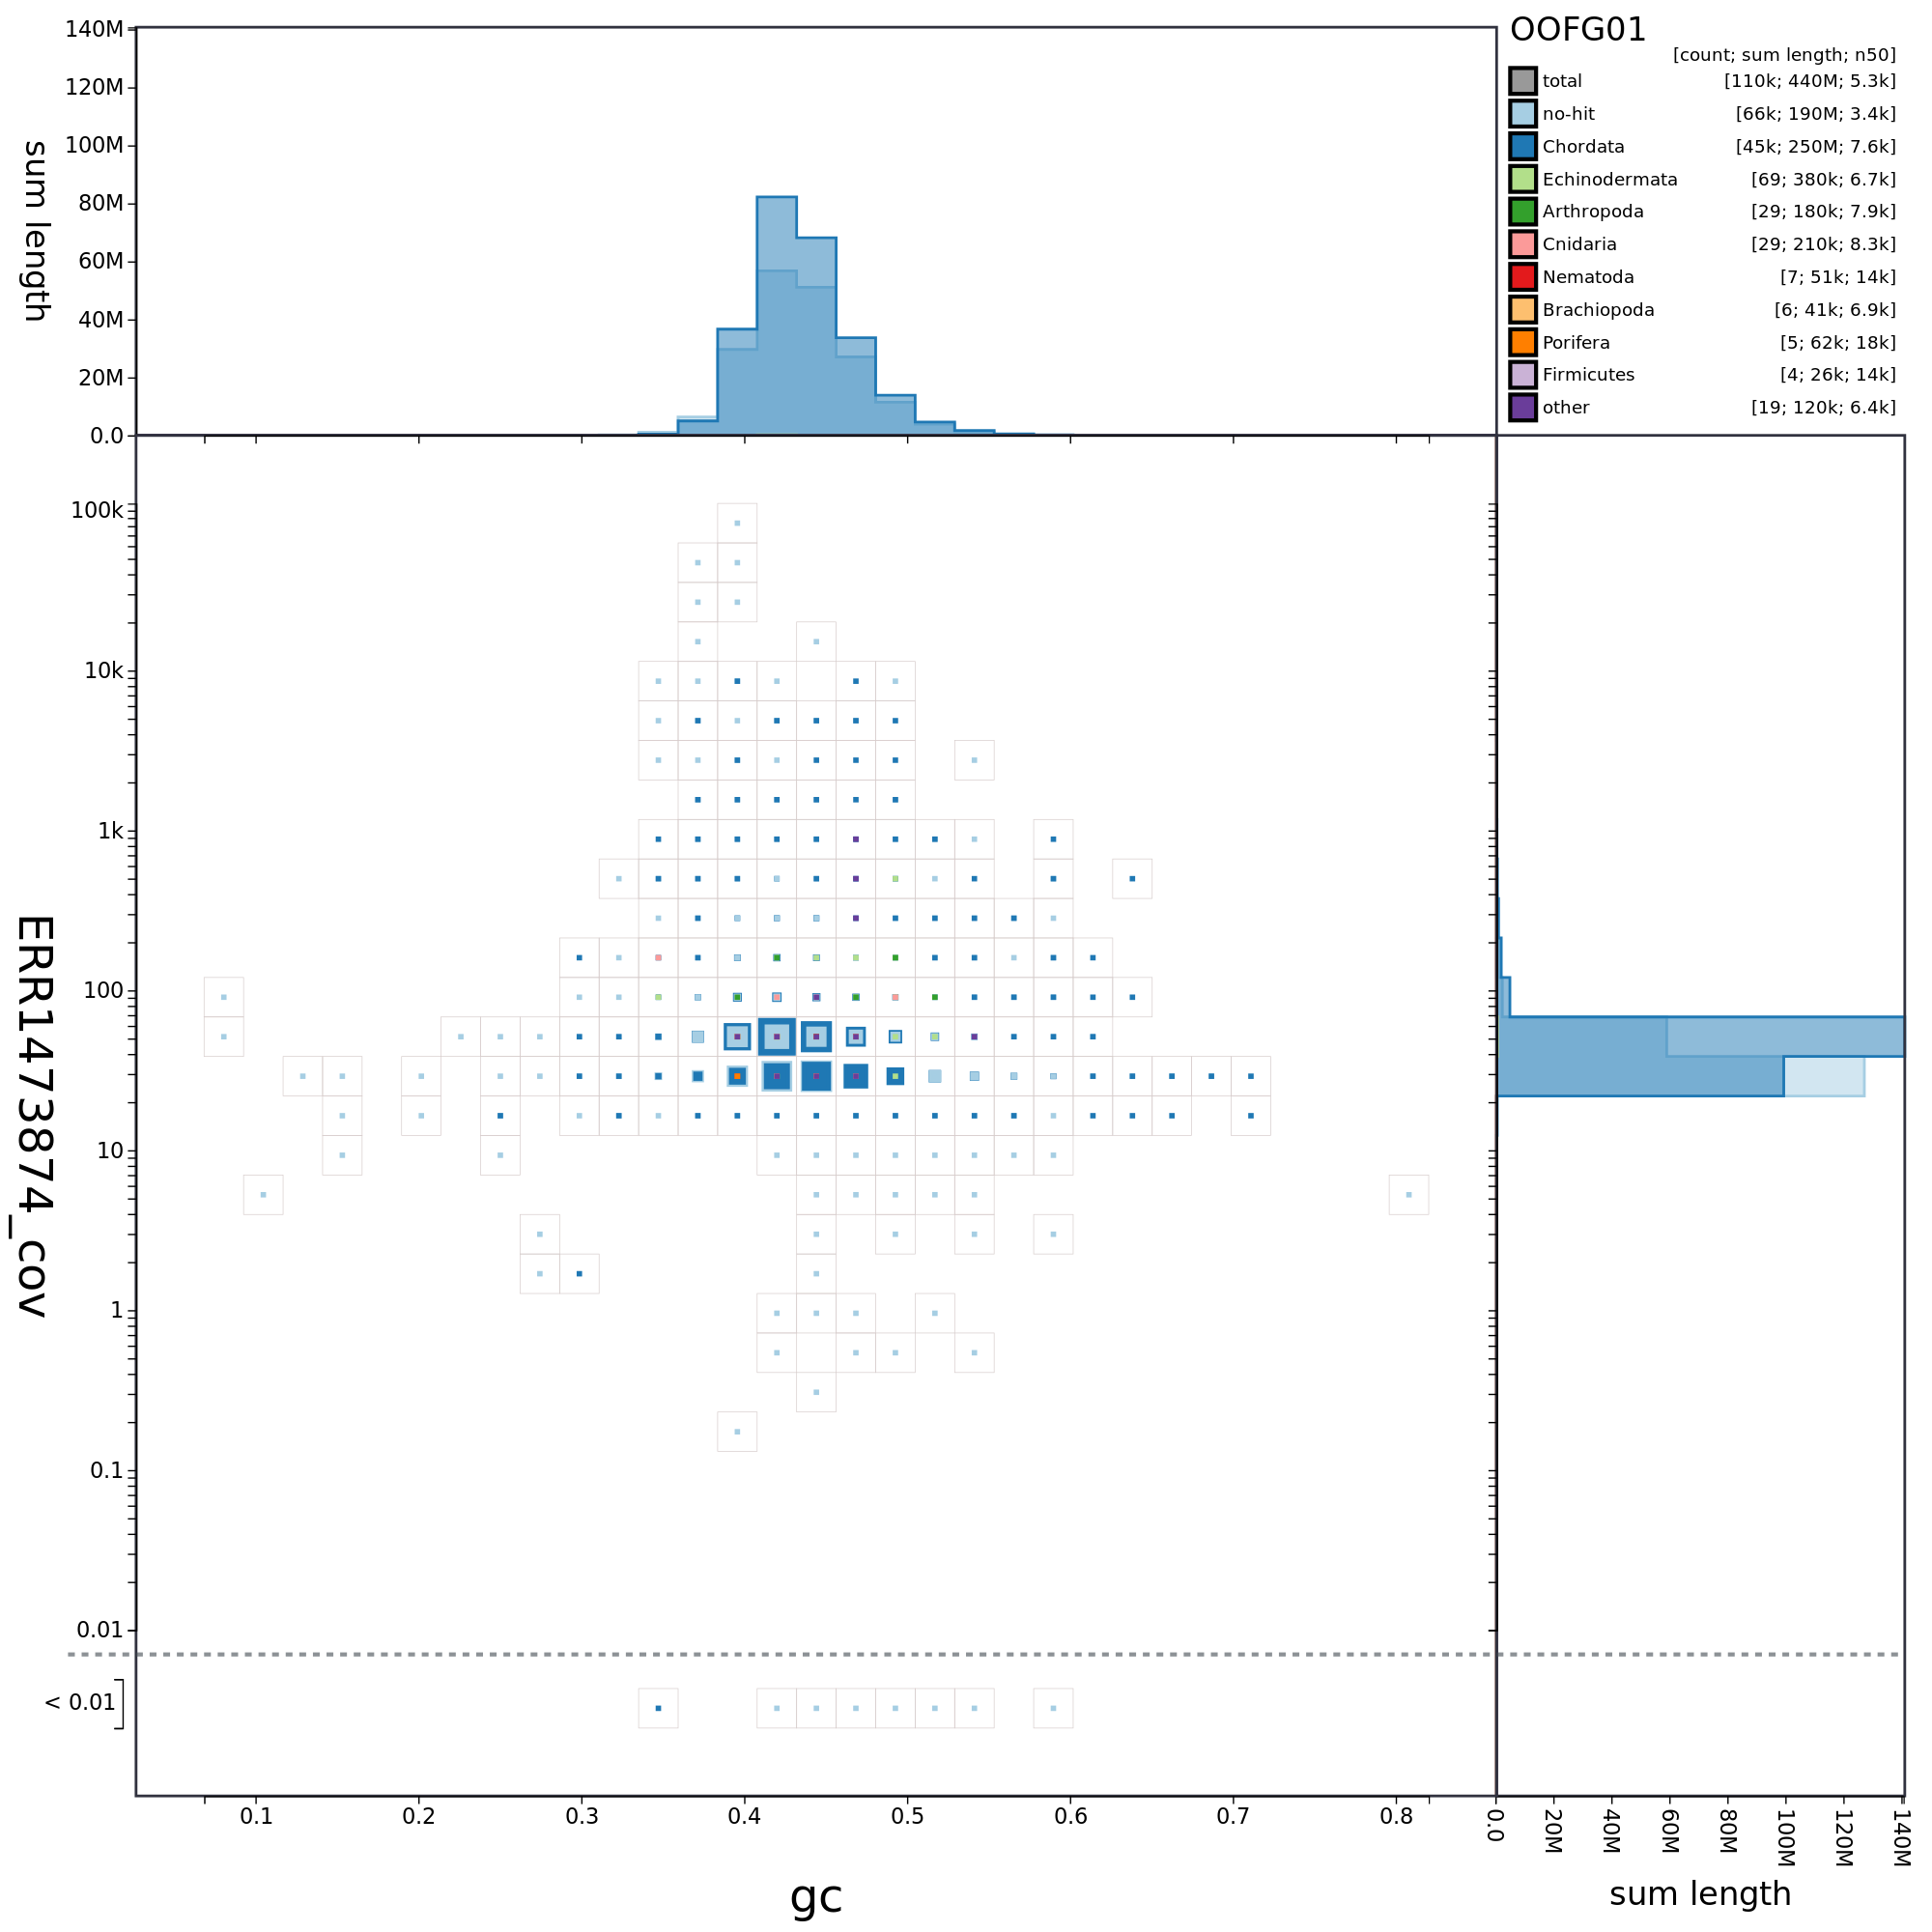 OOFG01
[count; sum length; n50]
total [110k; 440M; 5.3k]
no-hit [66k; 190M; 3.4k]
Chordata [45k; 250M; 7.6k]
Echinodermata [69; 380k; 6.7k]
Arthropoda [29; 180k; 7.9k]
Cnidaria [29; 210k; 8.3k]
Nematoda [7; 51k; 14k]
Brachiopoda [6; 41k; 6.9k]
Porifera [5; 62k; 18k]
Firmicutes [4; 26k; 14k]
other [19; 120k; 6.4k]
sum length
140M
120M
100M
80M
60M
40M
20M
0.0
ERR1473874_cov
100k
10k
1k
100
10
1
0.1
0.01
< 0.01
0.1 0.2 0.3 0.4 0.5 0.6 0.7 0.8
gc
0.0 20M 40M 60M 80M 100M 120M 140M
sum length